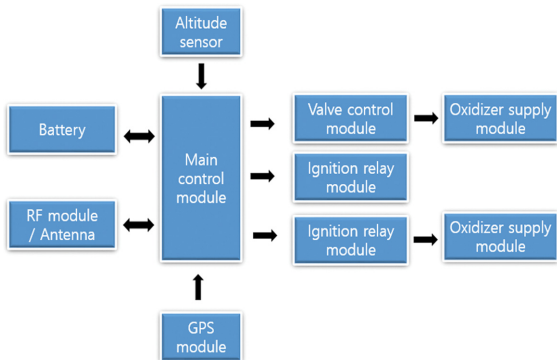 Altitude
sensor
Battery
Main
control
module
Valve control
module
Oxidizer supply
module
Ignition relay
module
RF module
/ Antenna
Ignition relay
module
Oxidizer supply
module
GPS
module